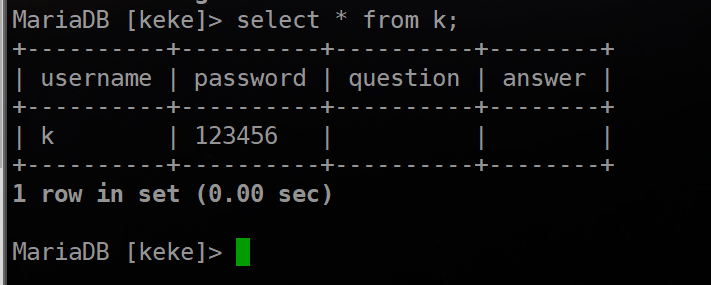 MariaDB [keke]> select * from k;
+----------+----------+----------+--------+
| username | password | question | answer |
+----------+----------+----------+--------+
| k        | 123456   |          |        |
+----------+----------+----------+--------+
1 row in set (0.00 sec)
MariaDB [keke]>